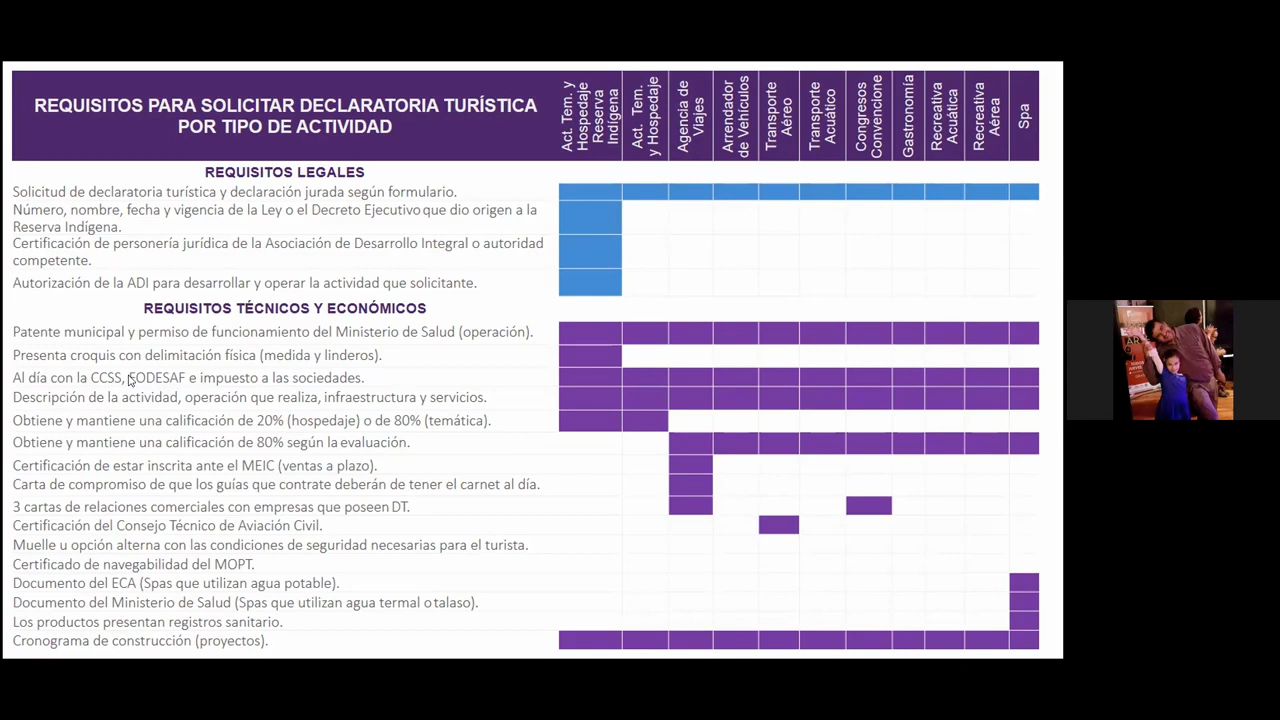 REQUISITOS PARA SOLICITAR DECLARATORIA TURÍSTICA
POR TIPO DE ACTIVIDAD
Act. Tem. y
Hospedaje
Reserva
Indígena
Act. Tem.
y Hospedaje
Agencia de
Viajes
Arrendador
de Vehículos
Transporte
Aéreo
Transporte
Acuático
Congresos
Convencione
Gastronomía
Recreativa
Acuática
Recreativa
Aérea
Spa
REQUISITOS LEGALES
Solicitud de declaratoria turística y declaración jurada según formulario.
Número, nombre, fecha y vigencia de la Ley o el Decreto Ejecutivo que dio origen a la
Reserva Indígena.
Certificación de personería jurídica de la Asociación de Desarrollo Integral o autoridad
competente.
Autorización de la ADI para desarrollar y operar la actividad que solicitante.
REQUISITOS TÉCNICOS Y ECONÓMICOS
Patente municipal y permiso de funcionamiento del Ministerio de Salud (operación).
Presenta croquis con delimitación física (medida y linderos).
Al día con la CCSS, FODESAF e impuesto a las sociedades.
Descripción de la actividad, operación que realiza, infraestructura y servicios.
Obtiene y mantiene una calificación de 20% (hospedaje) o de 80% (temática).
Obtiene y mantiene una calificación de 80% según la evaluación.
Certificación de estar inscrita ante el MEIC (ventas a plazo).
Carta de compromiso de que los guías que contrate deberán de tener el carnet al día.
3 cartas de relaciones comerciales con empresas que poseen DT.
Certificación del Consejo Técnico de Aviación Civil.
Muelle u opción alterna con las condiciones de seguridad necesarias para el turista.
Certificado de navegabilidad del MOPT.
Documento del ECA (Spas que utilizan agua potable).
Documento del Ministerio de Salud (Spas que utilizan agua termal o talaso).
Los productos presentan registros sanitario.
Cronograma de construcción (proyectos).